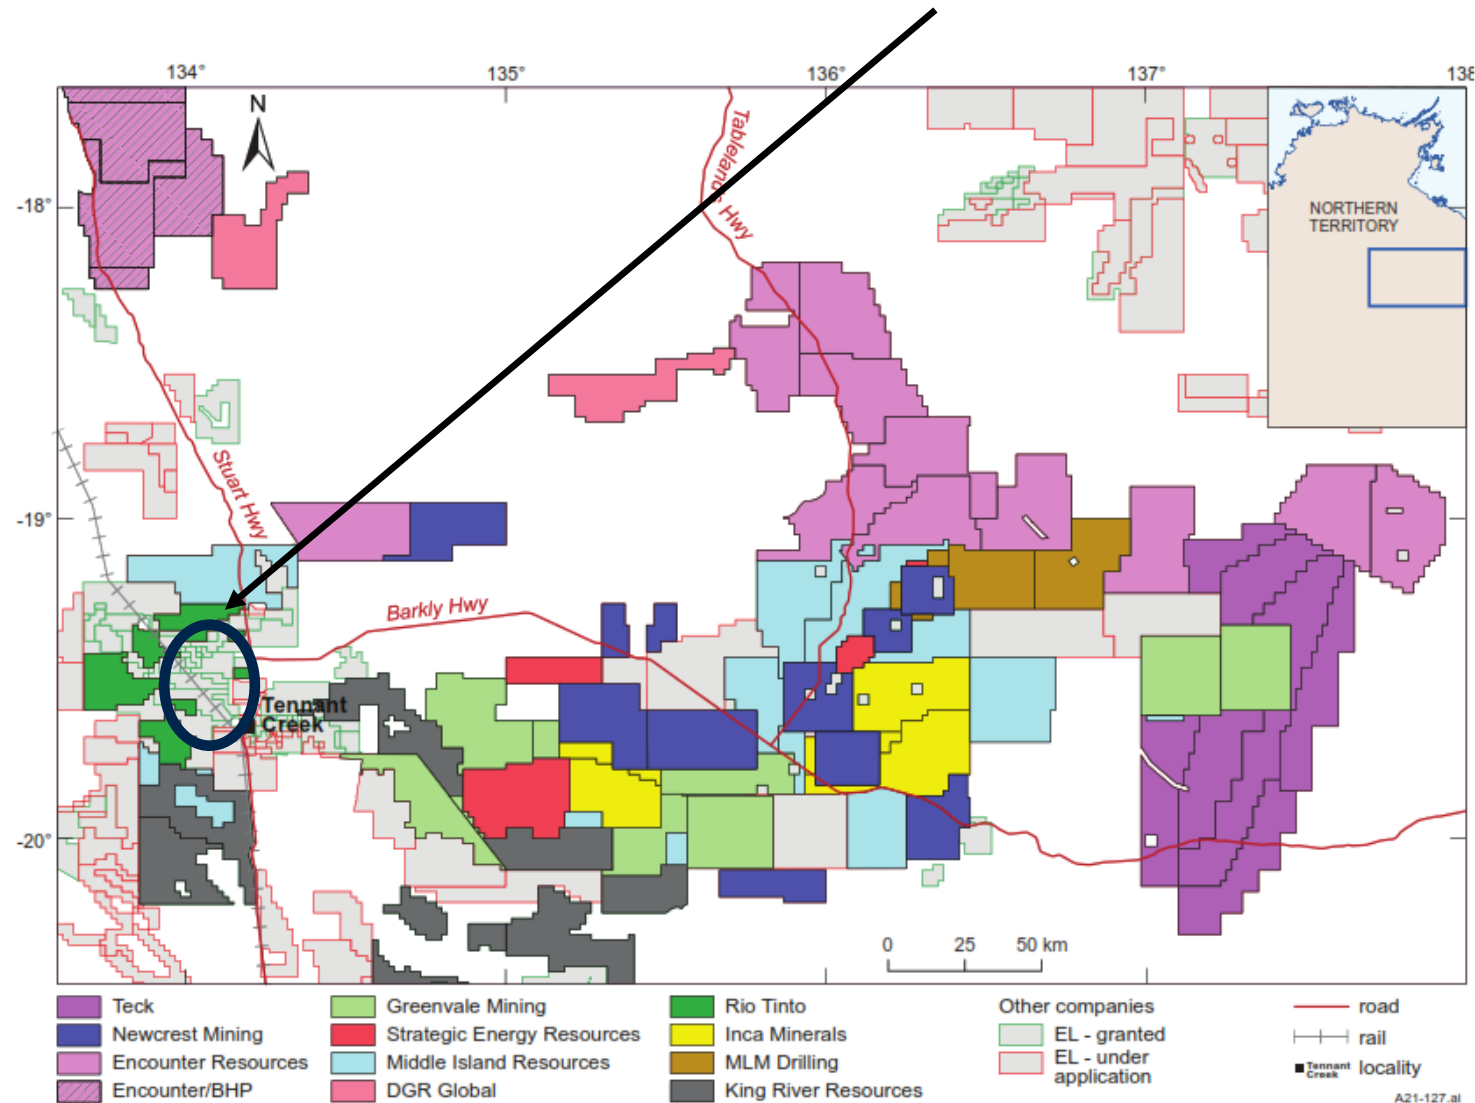 134°
135°
136°
137°
138
N
-18°
-19°
-20°
Tableland Hwy
Stuart Hwy
Barkly Hwy
Tennant
Creek
NORTHERN
TERRITORY
0 25 50 km
Teck
Newcrest Mining
Encounter Resources
Encounter/BHP
Greenvale Mining
Strategic Energy Resources
Middle Island Resources
DGR Global
Rio Tinto
Inca Minerals
MLM Drilling
King River Resources
Other companies
EL - granted
EL - under
application
road
rail
Tennant
Creek
locality
A21-127.ai